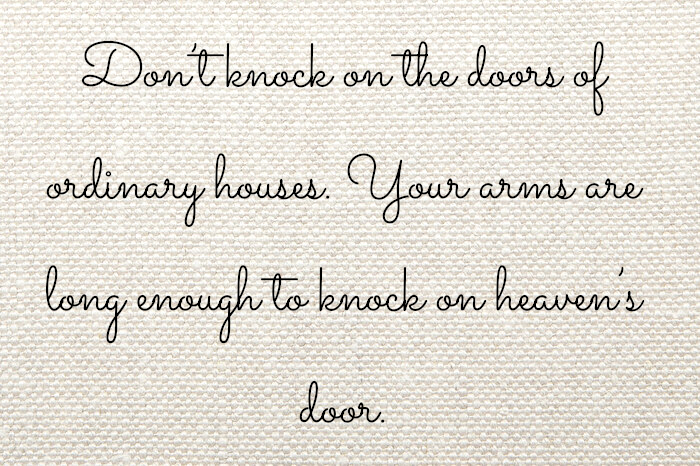 Don't knock on the doors of
ordinary houses. Your arms are
long enough to knock on heaven's
door.